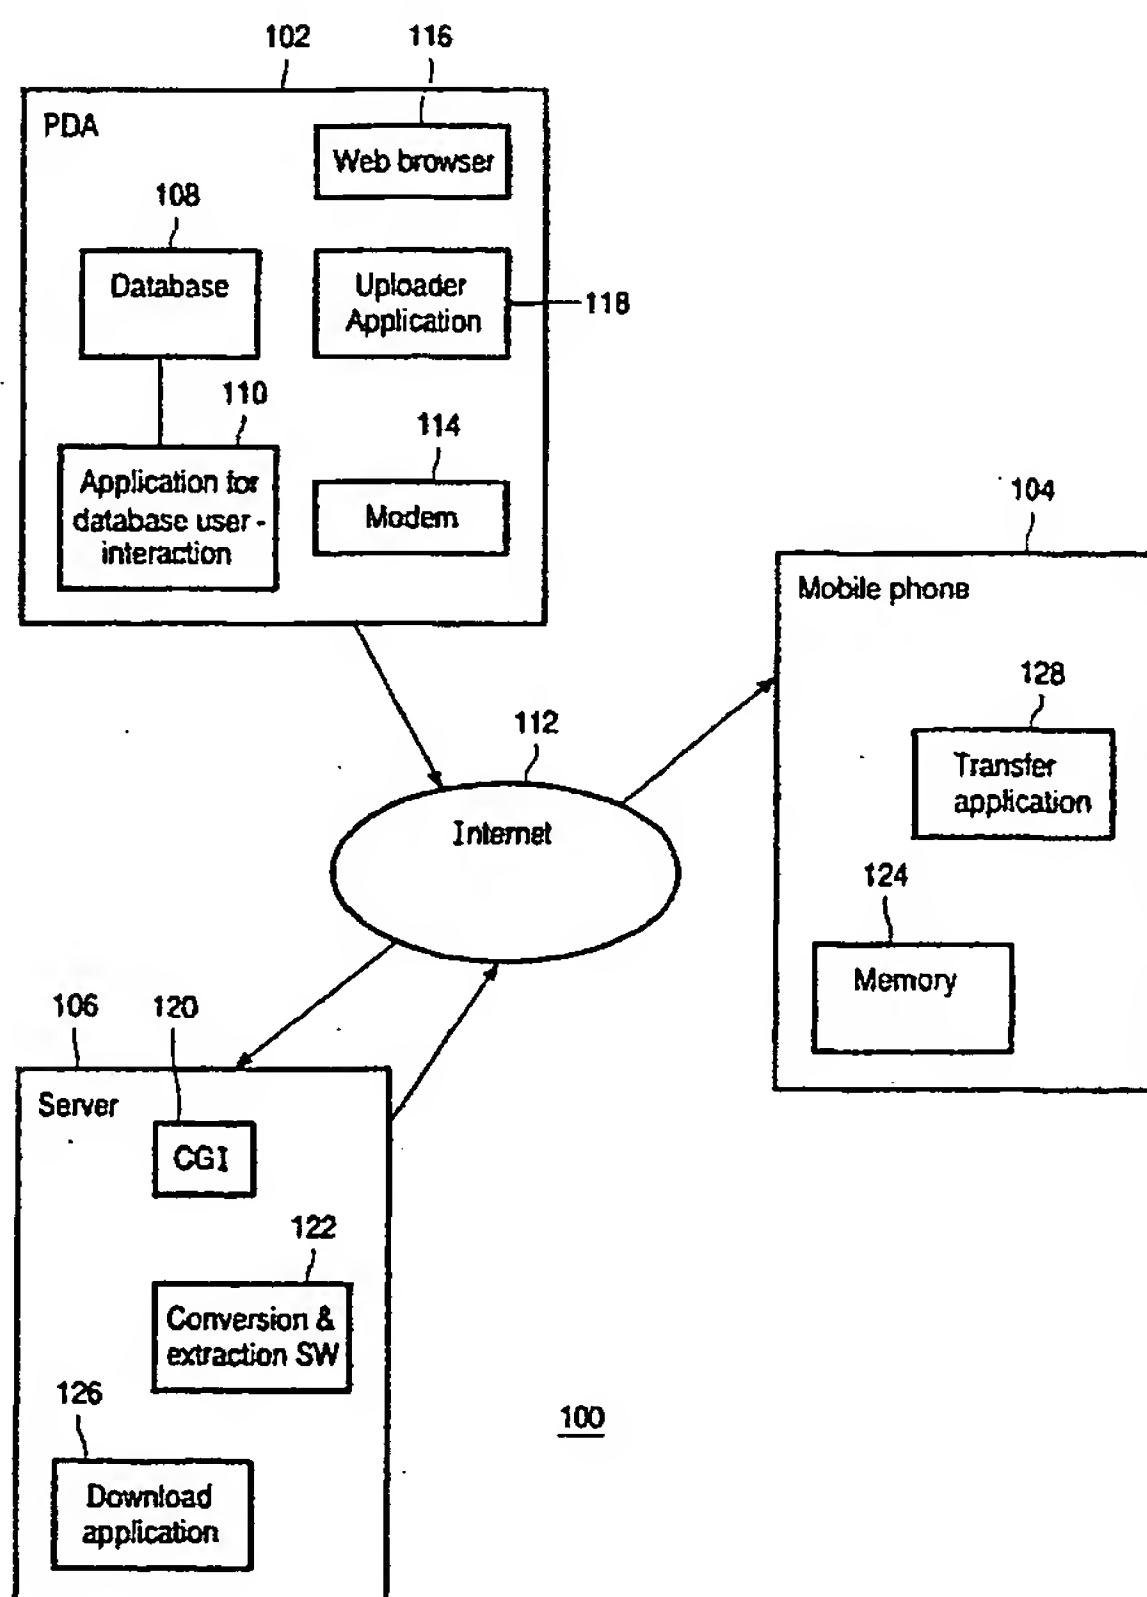 102
116
PDA
Web browser
108
Database
Uploader
Application
118
110
114
Application for
database user-
interaction
Modem
104
Mobile phone
128
Transfer
application
112
Internet
124
Memory
106
120
Server
CGI
122
Conversion &
extraction SW
126
Download
application
100